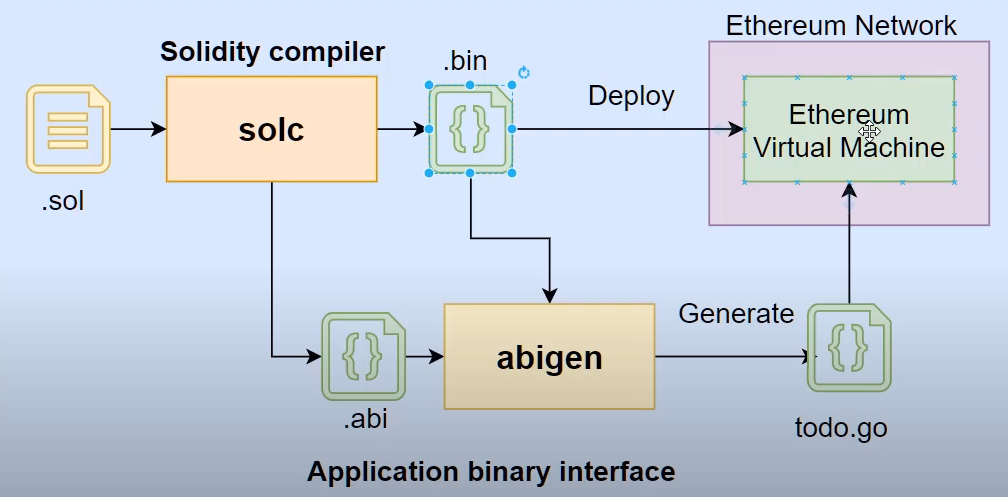 Ethereum Network
Solidity compiler
.bin
solc
Deploy
Ethereum
Virtual Machine
.sol
Generate
abigen
.abi
todo.go
Application binary interface